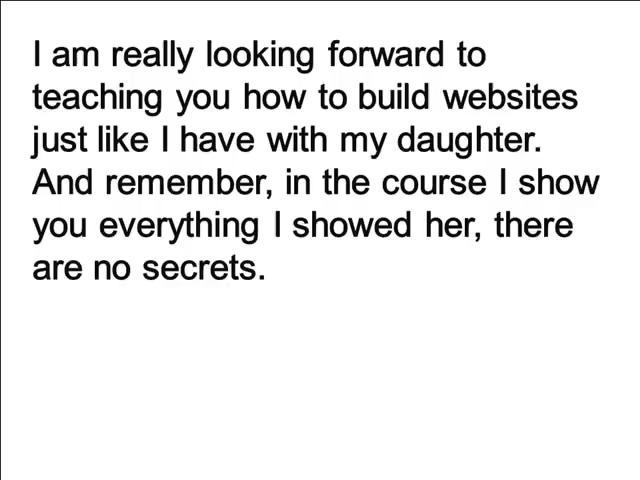 I am really looking forward to
teaching you how to build websites
just like I have with my daughter.
And remember, in the course I show
you everything I showed her, there
are no secrets.